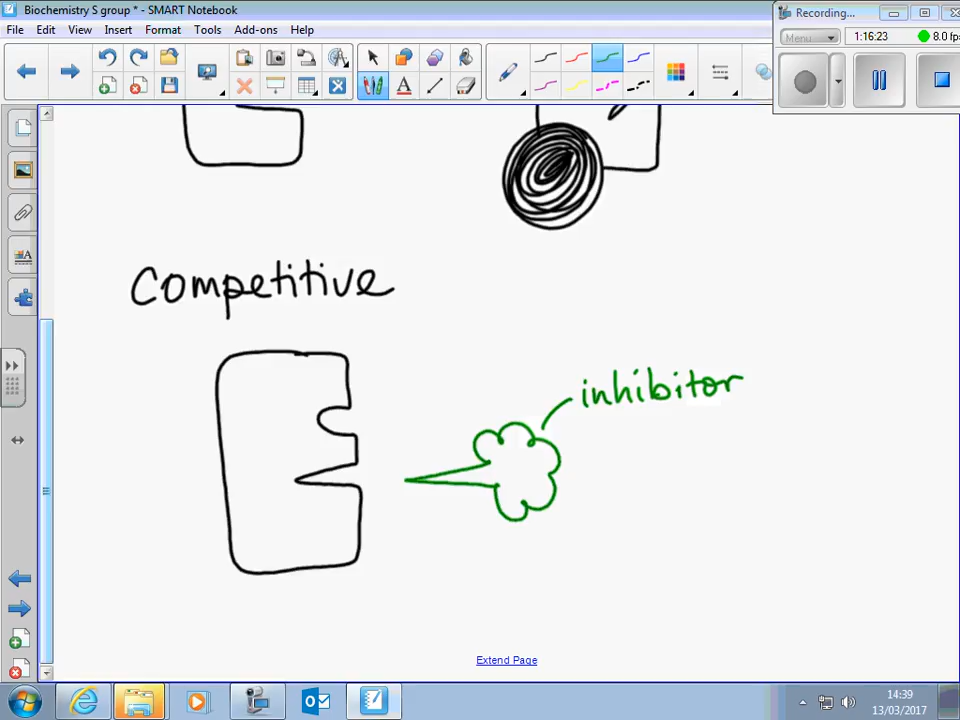 Biochemistry S group * - SMART Notebook
Recording...
File Edit View Insert Format Tools Add-ons Help
Menu
1:16:23
8.0 fp
Competitive
inhibitor
Extend Page
14:39
13/03/2017